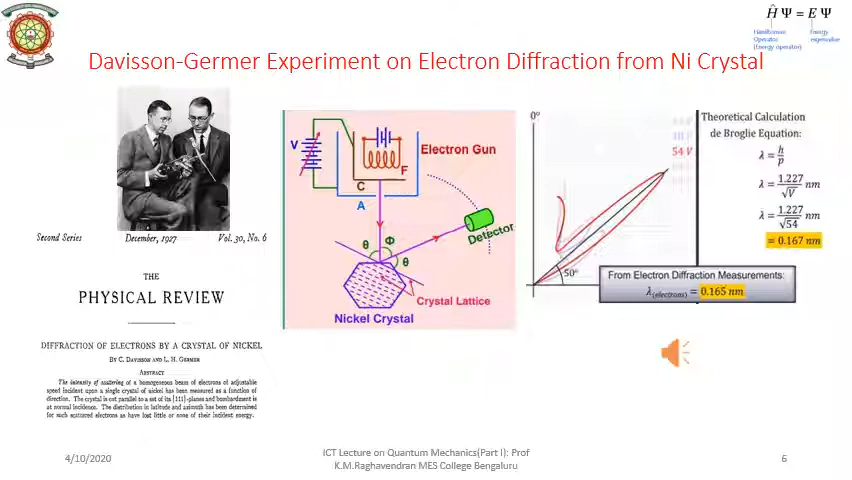 Ĥ Ψ = E Ψ
Hamiltonian
Operator
(Energy operator)
Energy
eigenvalue
Davisson-Germer Experiment on Electron Diffraction from Ni Crystal
Second Series
December, 1927
Vol. 30, No. 6
THE
PHYSICAL REVIEW
DIFFRACTION OF ELECTRONS BY A CRYSTAL OF NICKEL
BY C. DAVISSON AND L. H. GERMER
ABSTRACT
The intensity of scattering of a homogeneous beam of electrons of adjustable
speed incident upon a single crystal of nickel has been measured as a function of
direction. The crystal is cut parallel to a set of its {111}-planes and bombardment is
at normal incidence. The distribution in latitude and azimuth has been determined
for such scattered electrons as have lost little or none of their incident energy.
V
F
Electron Gun
C
A
Detector
θ
Φ
θ
Crystal Lattice
Nickel Crystal
0°
54 V
50°
Theoretical Calculation
de Broglie Equation:
λ = h/p
λ = 1.227/√V nm
λ = 1.227/√54 nm
= 0.167 nm
From Electron Diffraction Measurements:
λ(electrons) = 0.165 nm
4/10/2020
ICT Lecture on Quantum Mechanics(Part I): Prof
K.M.Raghavendran MES College Bengaluru
6